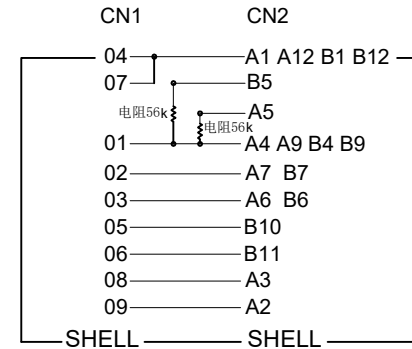 CN1 CN2
04 A1 A12 B1 B12
07 B5
电阻56k A5
电阻56k
01 A4 A9 B4 B9
02 A7 B7
03 A6 B6
05 B10
06 B11
08 A3
09 A2
SHELL SHELL